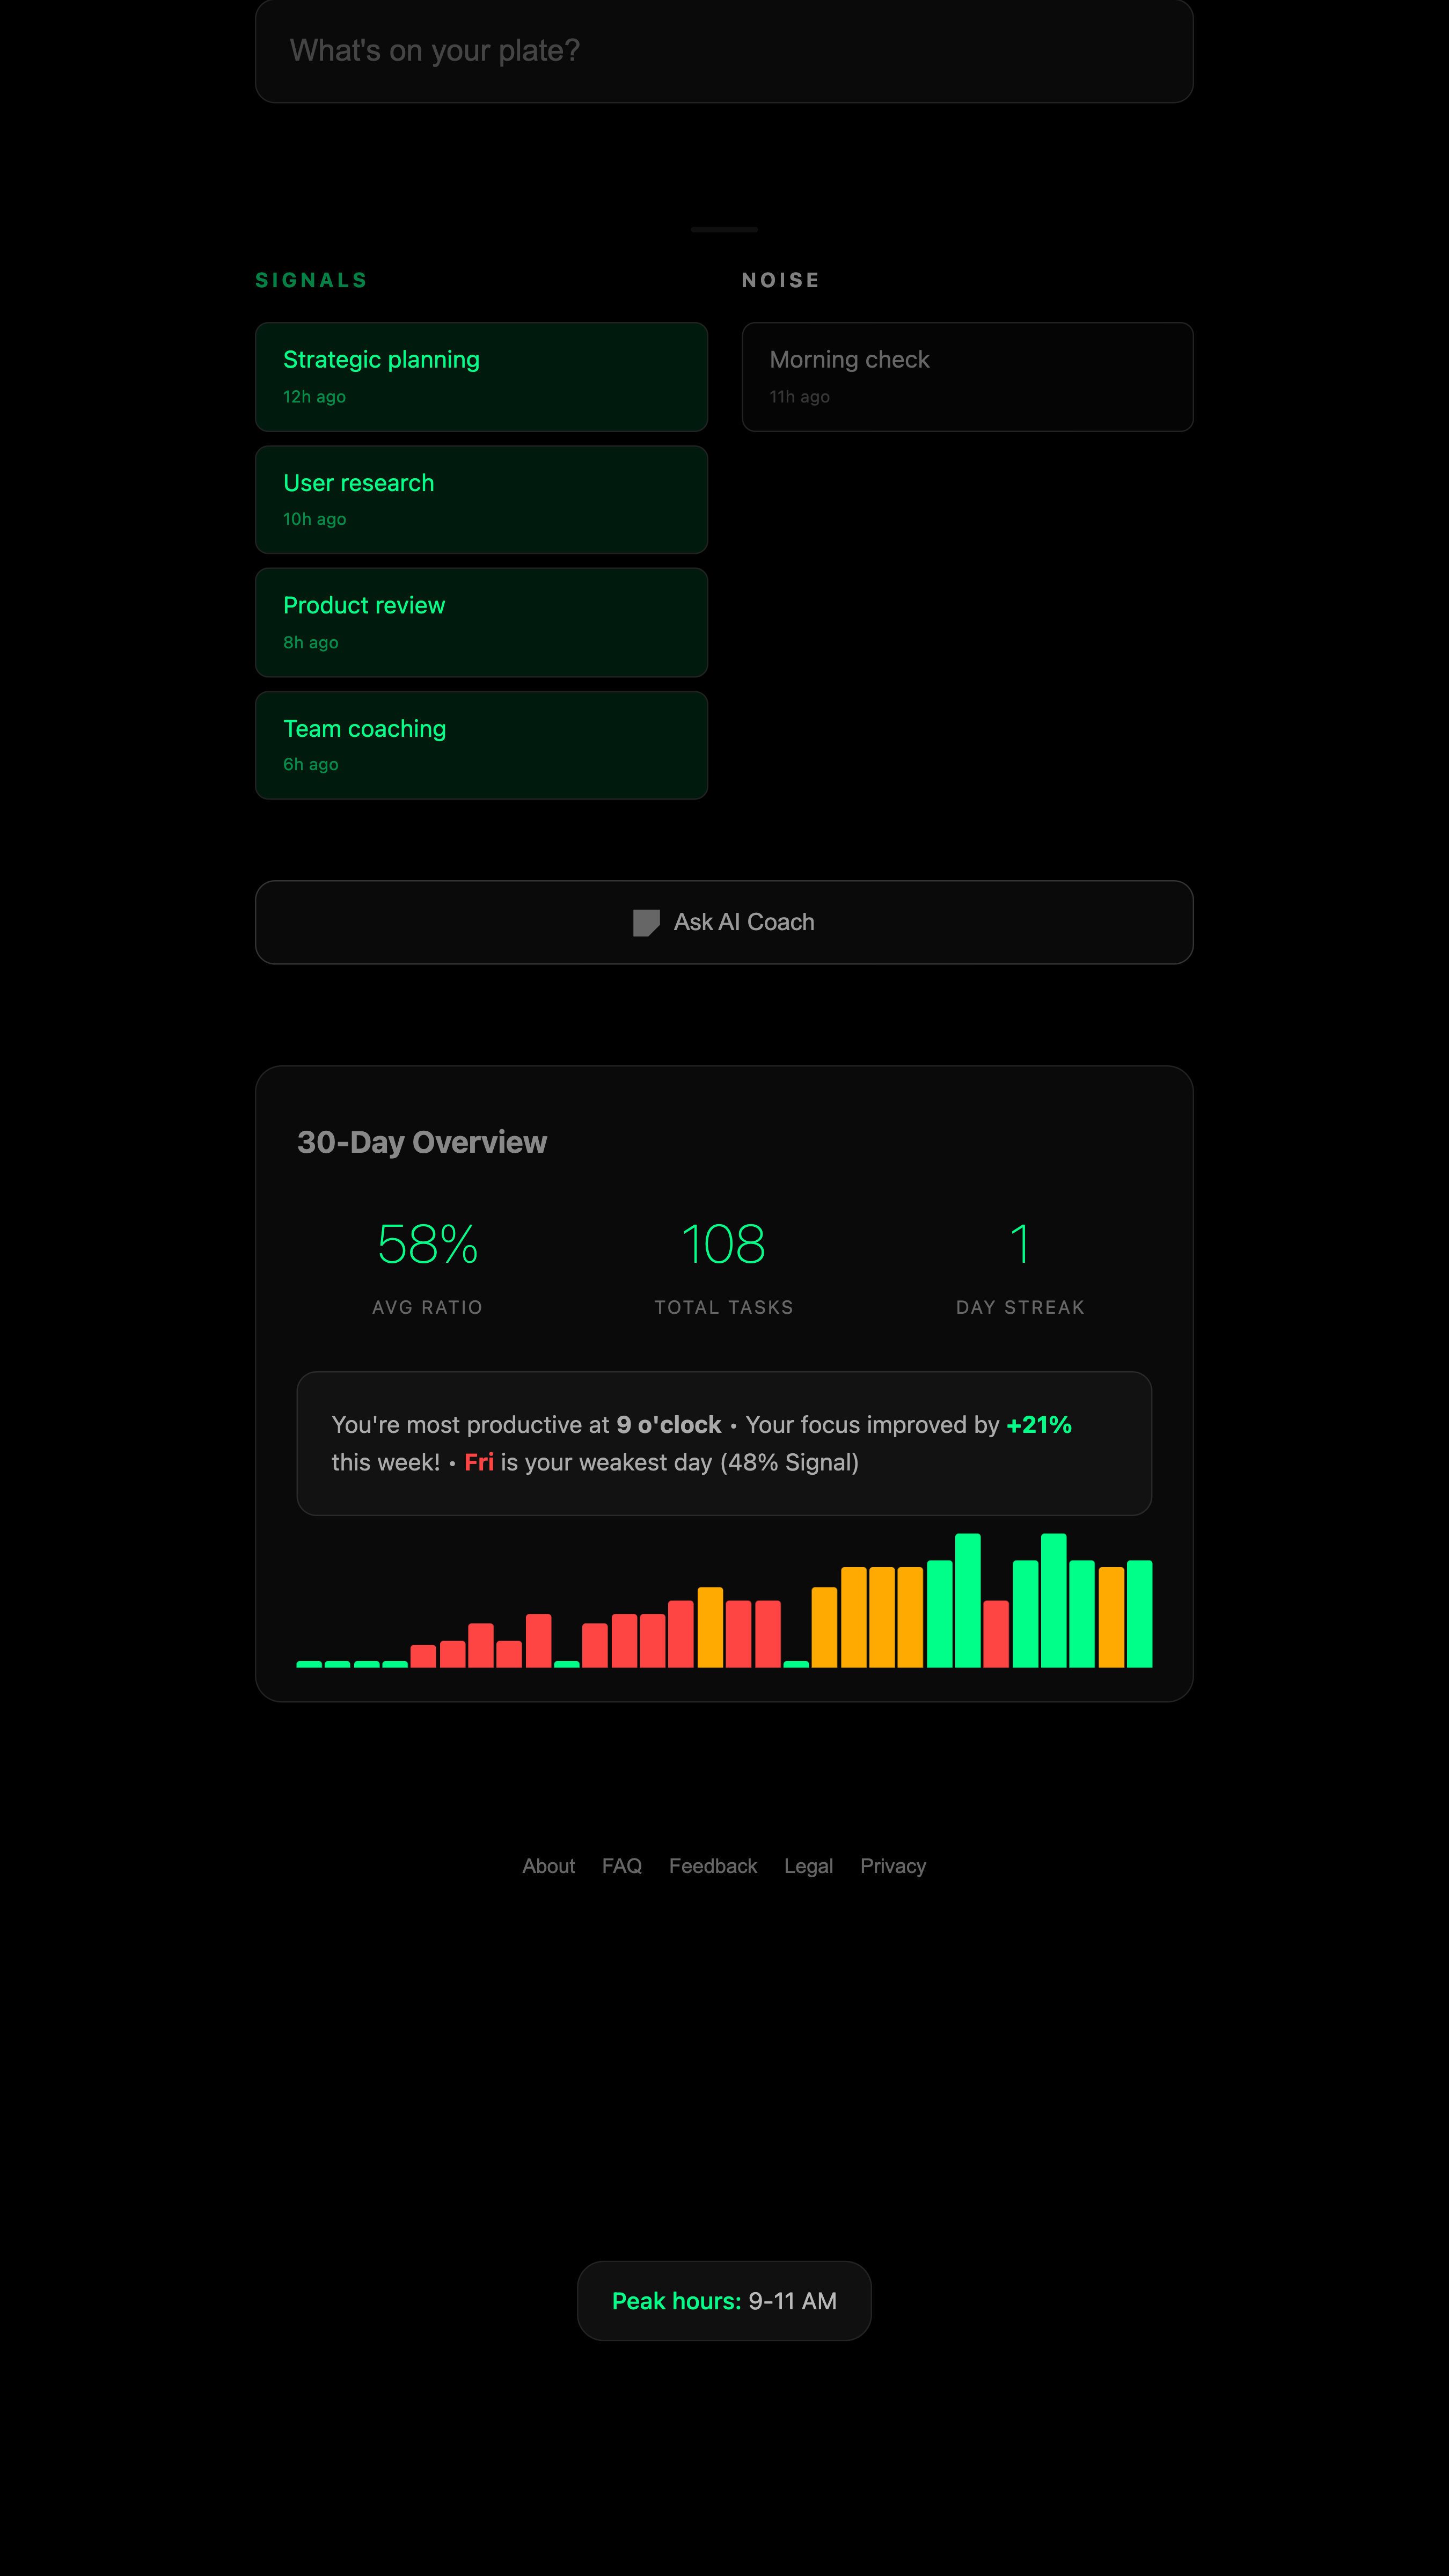 What's on your plate?
SIGNALS
Strategic planning
12h ago
User research
10h ago
Product review
8h ago
Team coaching
6h ago
NOISE
Morning check
11h ago
Ask AI Coach
30-Day Overview
58%
AVG RATIO
108
TOTAL TASKS
1
DAY STREAK
You're most productive at 9 o'clock • Your focus improved by +21%
this week! • Fri is your weakest day (48% Signal)
About FAQ Feedback Legal Privacy
Peak hours: 9-11 AM